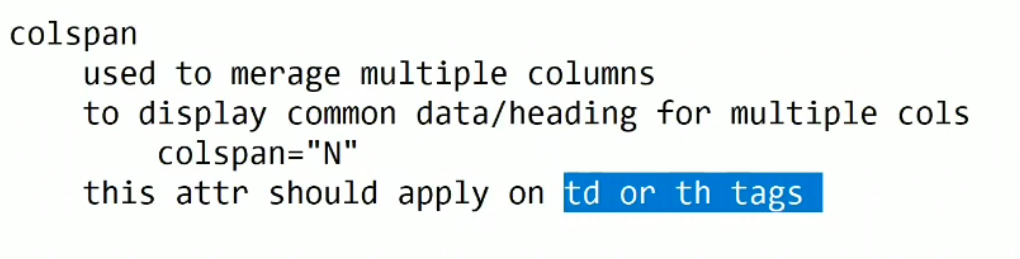 colspan
used to merage multiple columns
to display common data/heading for multiple cols
colspan="N"
this attr should apply on td or th tags